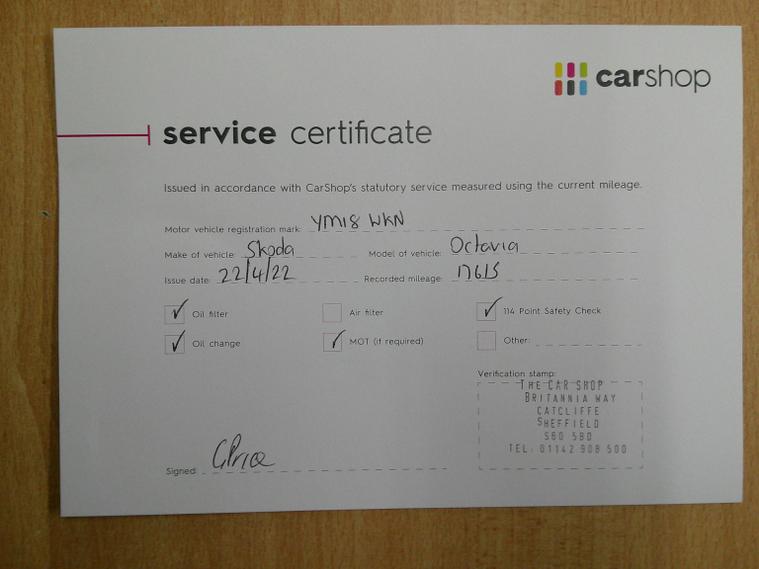 carshop
service certificate
Issued in accordance with CarShop's statutory service measured using the current mileage.
Motor vehicle registration mark: YM18 WKN
Make of vehicle: Skoda Model of vehicle: Octavia
Issue date: 22/4/22 Recorded mileage: 17615
Oil filter Air filter 114 Point Safety Check
Oil change MOT (if required) Other:
Verification stamp:
THE CAR SHOP
BRITANNIA WAY
CATCLIFFE
SHEFFIELD
S60 5BD
TEL: 01142 908 500
Signed: GPrice